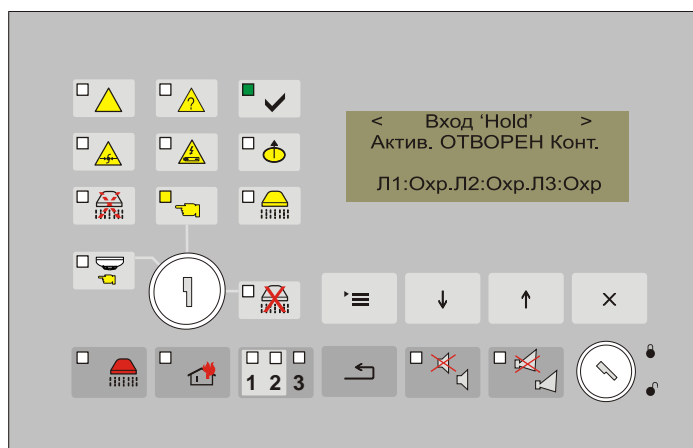 ?
< Вход 'Hold' >
Актив. ОТВОРЕН Конт.
Л1:Охр.Л2:Охр.Л3:Охр
1 2 3